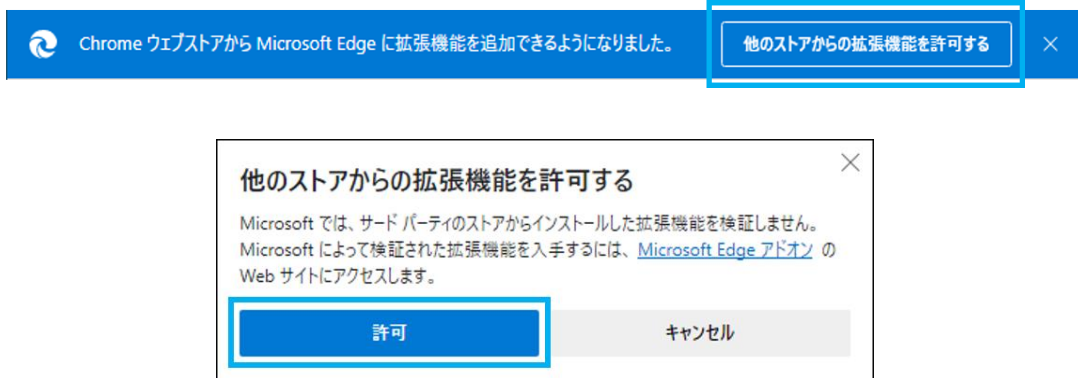 Chrome ウェブストアから Microsoft Edge に拡張機能を追加できるようになりました。 他のストアからの拡張機能を許可する
他のストアからの拡張機能を許可する
Microsoft では、サード パーティのストアからインストールした拡張機能を検証しません。
Microsoft によって検証された拡張機能を入手するには、 Microsoft Edge アドオン の
Web サイトにアクセスします。
許可 キャンセル